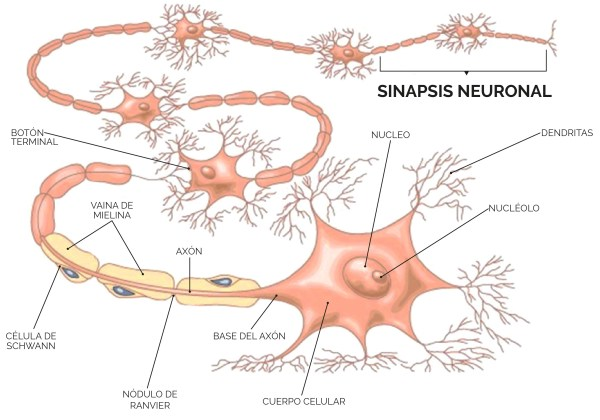 SINAPSIS NEURONAL
BOTÓN
TERMINAL
NUCLEO
DENDRITAS
VAINA DE
MIELINA
NUCLÉOLO
AXÓN
CÉLULA DE
SCHWANN
BASE DEL AXÓN
NÓDULO DE
RANVIER
CUERPO CELULAR